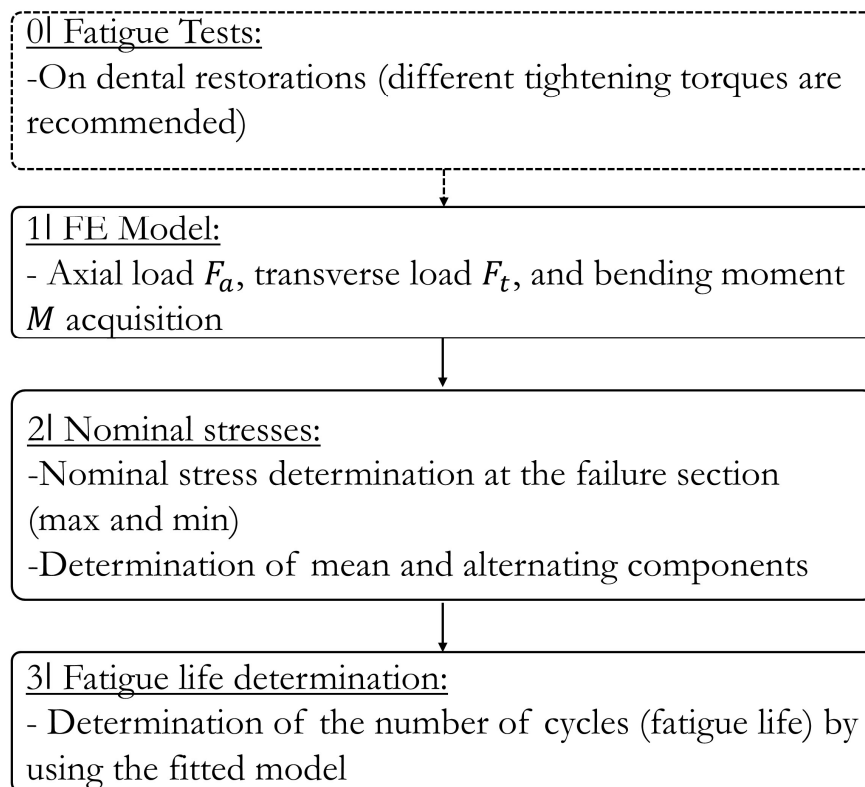 0| Fatigue Tests:
-On dental restorations (different tightening torques are
recommended)
1| FE Model:
- Axial load Fₐ, transverse load Fₜ, and bending moment
M acquisition
2| Nominal stresses:
-Nominal stress determination at the failure section
(max and min)
-Determination of mean and alternating components
3| Fatigue life determination:
- Determination of the number of cycles (fatigue life) by
using the fitted model